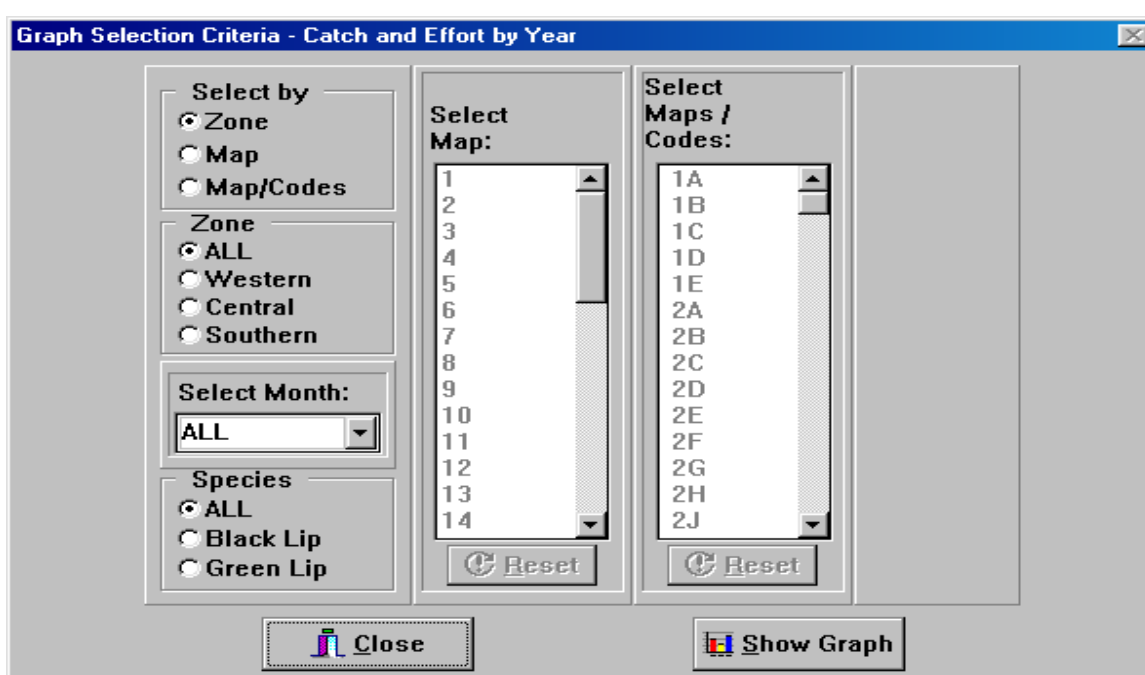 Graph Selection Criteria - Catch and Effort by Year
Select by
Zone
Map
Map/Codes
Zone
ALL
Western
Central
Southern
Select Month:
ALL
Species
ALL
Black Lip
Green Lip
Select
Map:
1
2
3
4
5
6
7
8
9
10
11
12
13
14
Reset
Select
Maps /
Codes:
1A
1B
1C
1D
1E
2A
2B
2C
2D
2E
2F
2G
2H
2J
Reset
Close
Show Graph